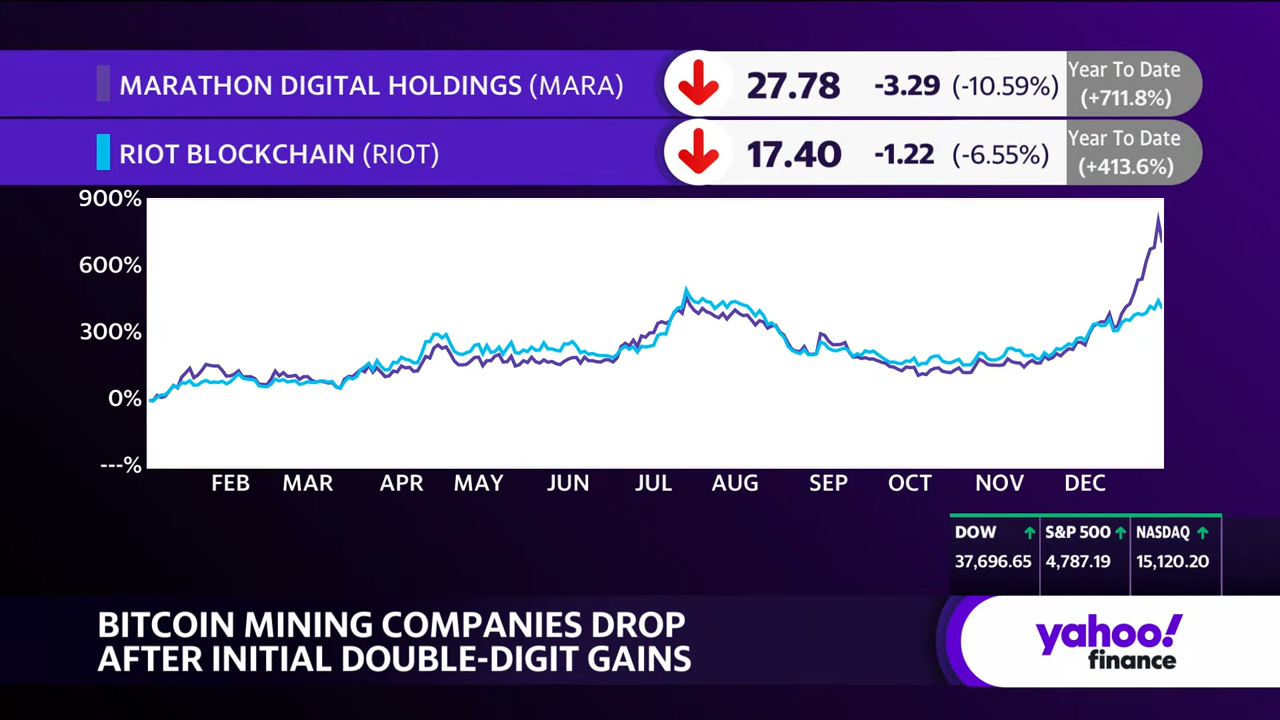 MARATHON DIGITAL HOLDINGS (MARA) 27.78 -3.29 (-10.59%) Year To Date
(+711.8%)
RIOT BLOCKCHAIN (RIOT) 17.40 -1.22 (-6.55%) Year To Date
(+413.6%)
900%
600%
300%
0%
---%
FEB MAR APR MAY JUN JUL AUG SEP OCT NOV DEC
DOW S&P 500 NASDAQ
37,696.65 4,787.19 15,120.20
BITCOIN MINING COMPANIES DROP
AFTER INITIAL DOUBLE-DIGIT GAINS
yahoo!
finance